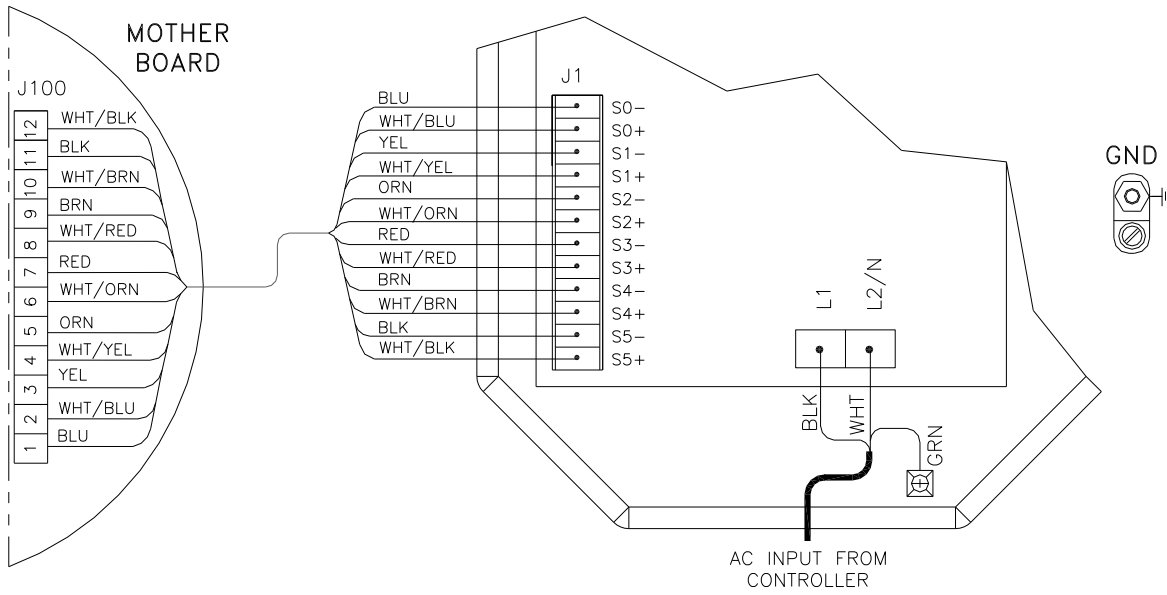 MOTHER
BOARD
J100
12 WHT/BLK
11 BLK
10 WHT/BRN
9 BRN
8 WHT/RED
7 RED
6 WHT/ORN
5 ORN
4 WHT/YEL
3 YEL
2 WHT/BLU
1 BLU
J1
BLU S0-
WHT/BLU S0+
YEL S1-
WHT/YEL S1+
ORN S2-
WHT/ORN S2+
RED S3-
WHT/RED S3+
BRN S4-
WHT/BRN S4+
BLK S5-
WHT/BLK S5+
L1
L2/N
BLK
WHT
GRN
AC INPUT FROM
CONTROLLER
GND